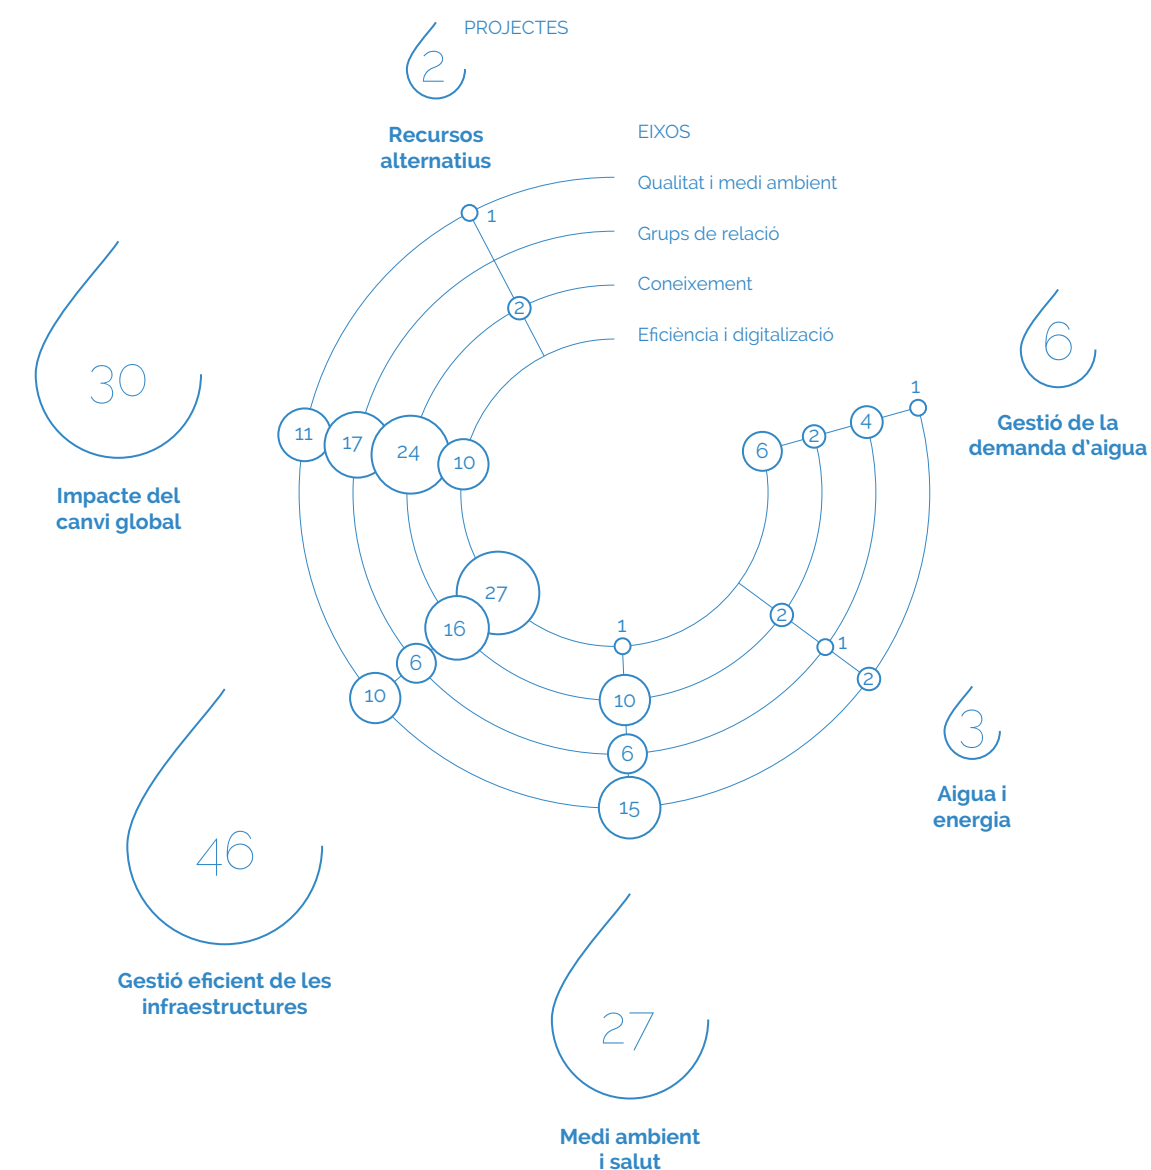 PROJECTES
2
Recursos
alternatius
EIXOS
Qualitat i medi ambient
Grups de relació
Coneixement
Eficiència i digitalització
1
2
30
Impacte del
canvi global
11
17
24
10
6
Gestió de la
demanda d'aigua
6
2
4
1
27
16
6
10
46
Gestió eficient de les
infraestructures
1
10
6
15
27
Medi ambient
i salut
2
1
2
3
Aigua i
energia